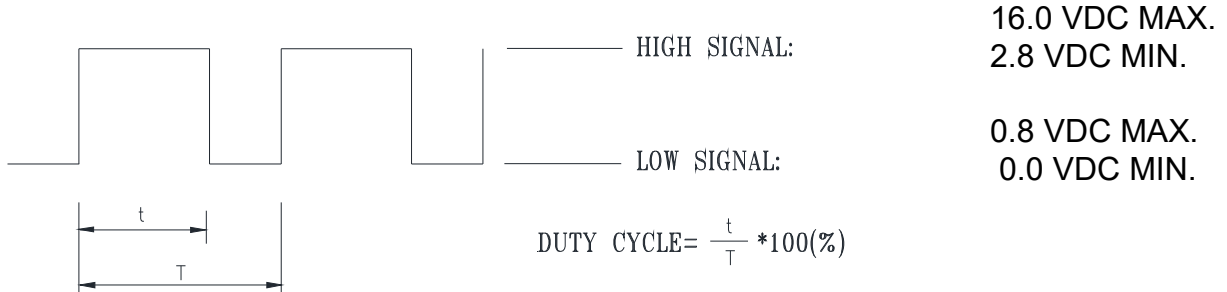 16.0 VDC MAX.
HIGH SIGNAL:
2.8 VDC MIN.
0.8 VDC MAX.
LOW SIGNAL:
0.0 VDC MIN.
t
T
DUTY CYCLE= t/T *100(%)